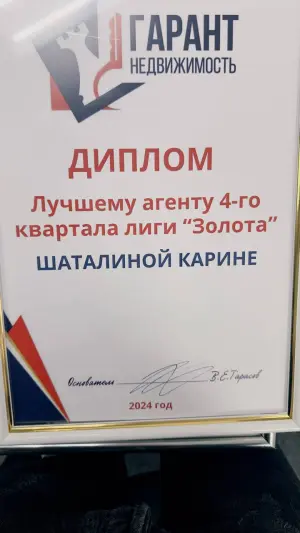 ГАРАНТ
НЕДВИЖИМОСТЬ
ДИПЛОМ
Лучшему агенту 4-го
квартала лиги “Золота”
ШАТАЛИНОЙ КАРИНЕ
Основатель В.Е.Тарасов
2024 год